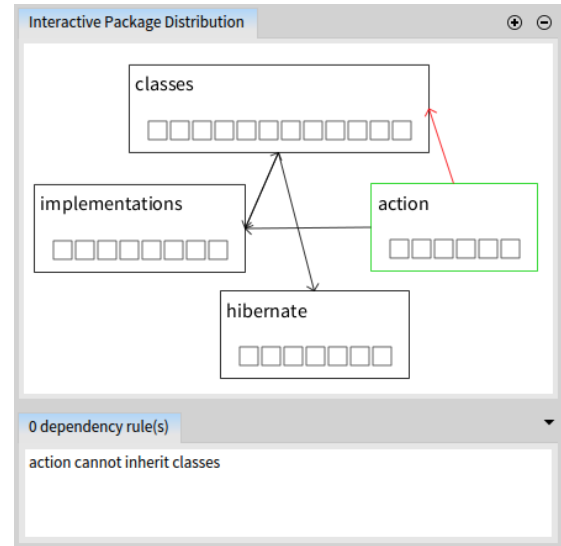 Interactive Package Distribution
classes
implementations
action
hibernate
0 dependency rule(s)
action cannot inherit classes